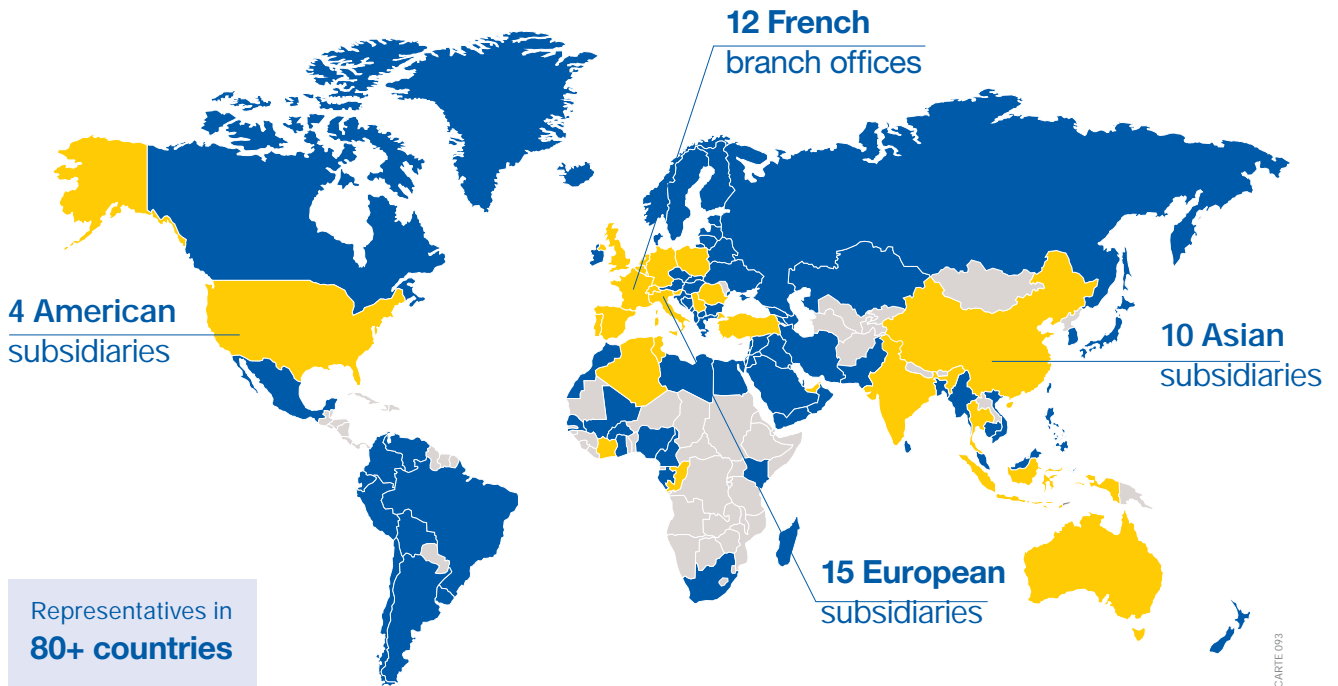 12 French
branch offices
4 American
subsidiaries
10 Asian
subsidiaries
15 European
subsidiaries
Representatives in
80+ countries
CARTE 093